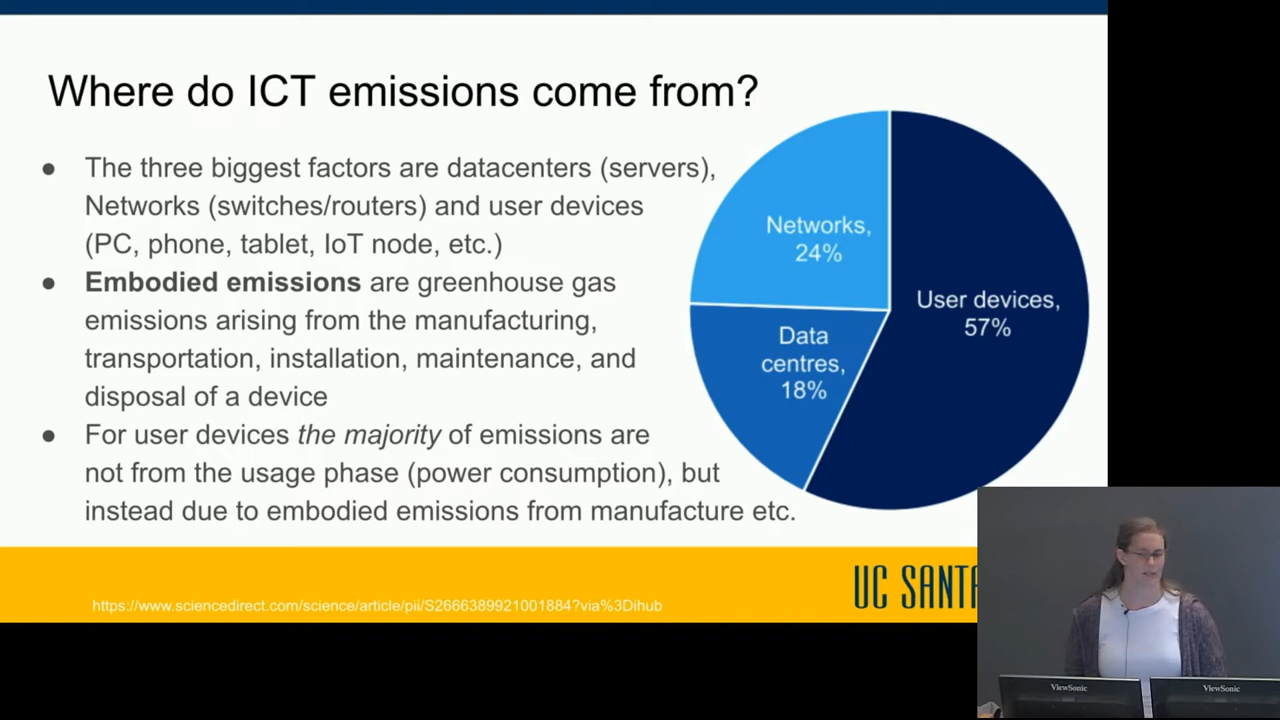 Where do ICT emissions come from?
● The three biggest factors are datacenters (servers),
Networks (switches/routers) and user devices
(PC, phone, tablet, IoT node, etc.)
● Embodied emissions are greenhouse gas
emissions arising from the manufacturing,
transportation, installation, maintenance, and
disposal of a device
● For user devices the majority of emissions are
not from the usage phase (power consumption), but
instead due to embodied emissions from manufacture etc.
Networks,
24%
User devices,
57%
Data
centres,
18%
https://www.sciencedirect.com/science/article/pii/S2666389921001884?via%3Dihub
UC SANTA
ViewSonic
ViewSonic